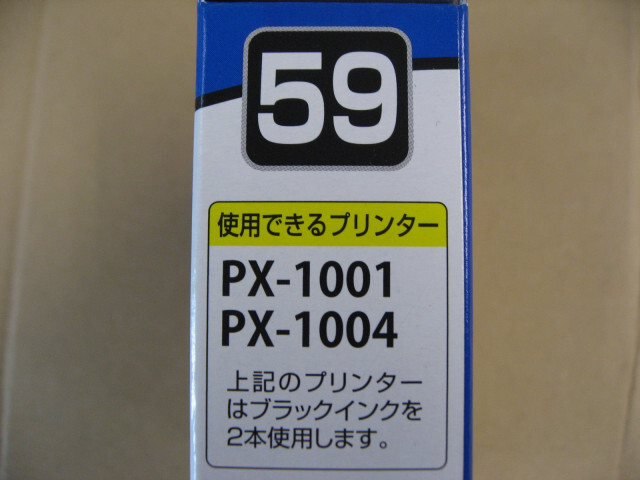 59
使用できるプリンター
PX-1001
PX-1004
上記のプリンター
はブラックインクを
2本使用します。